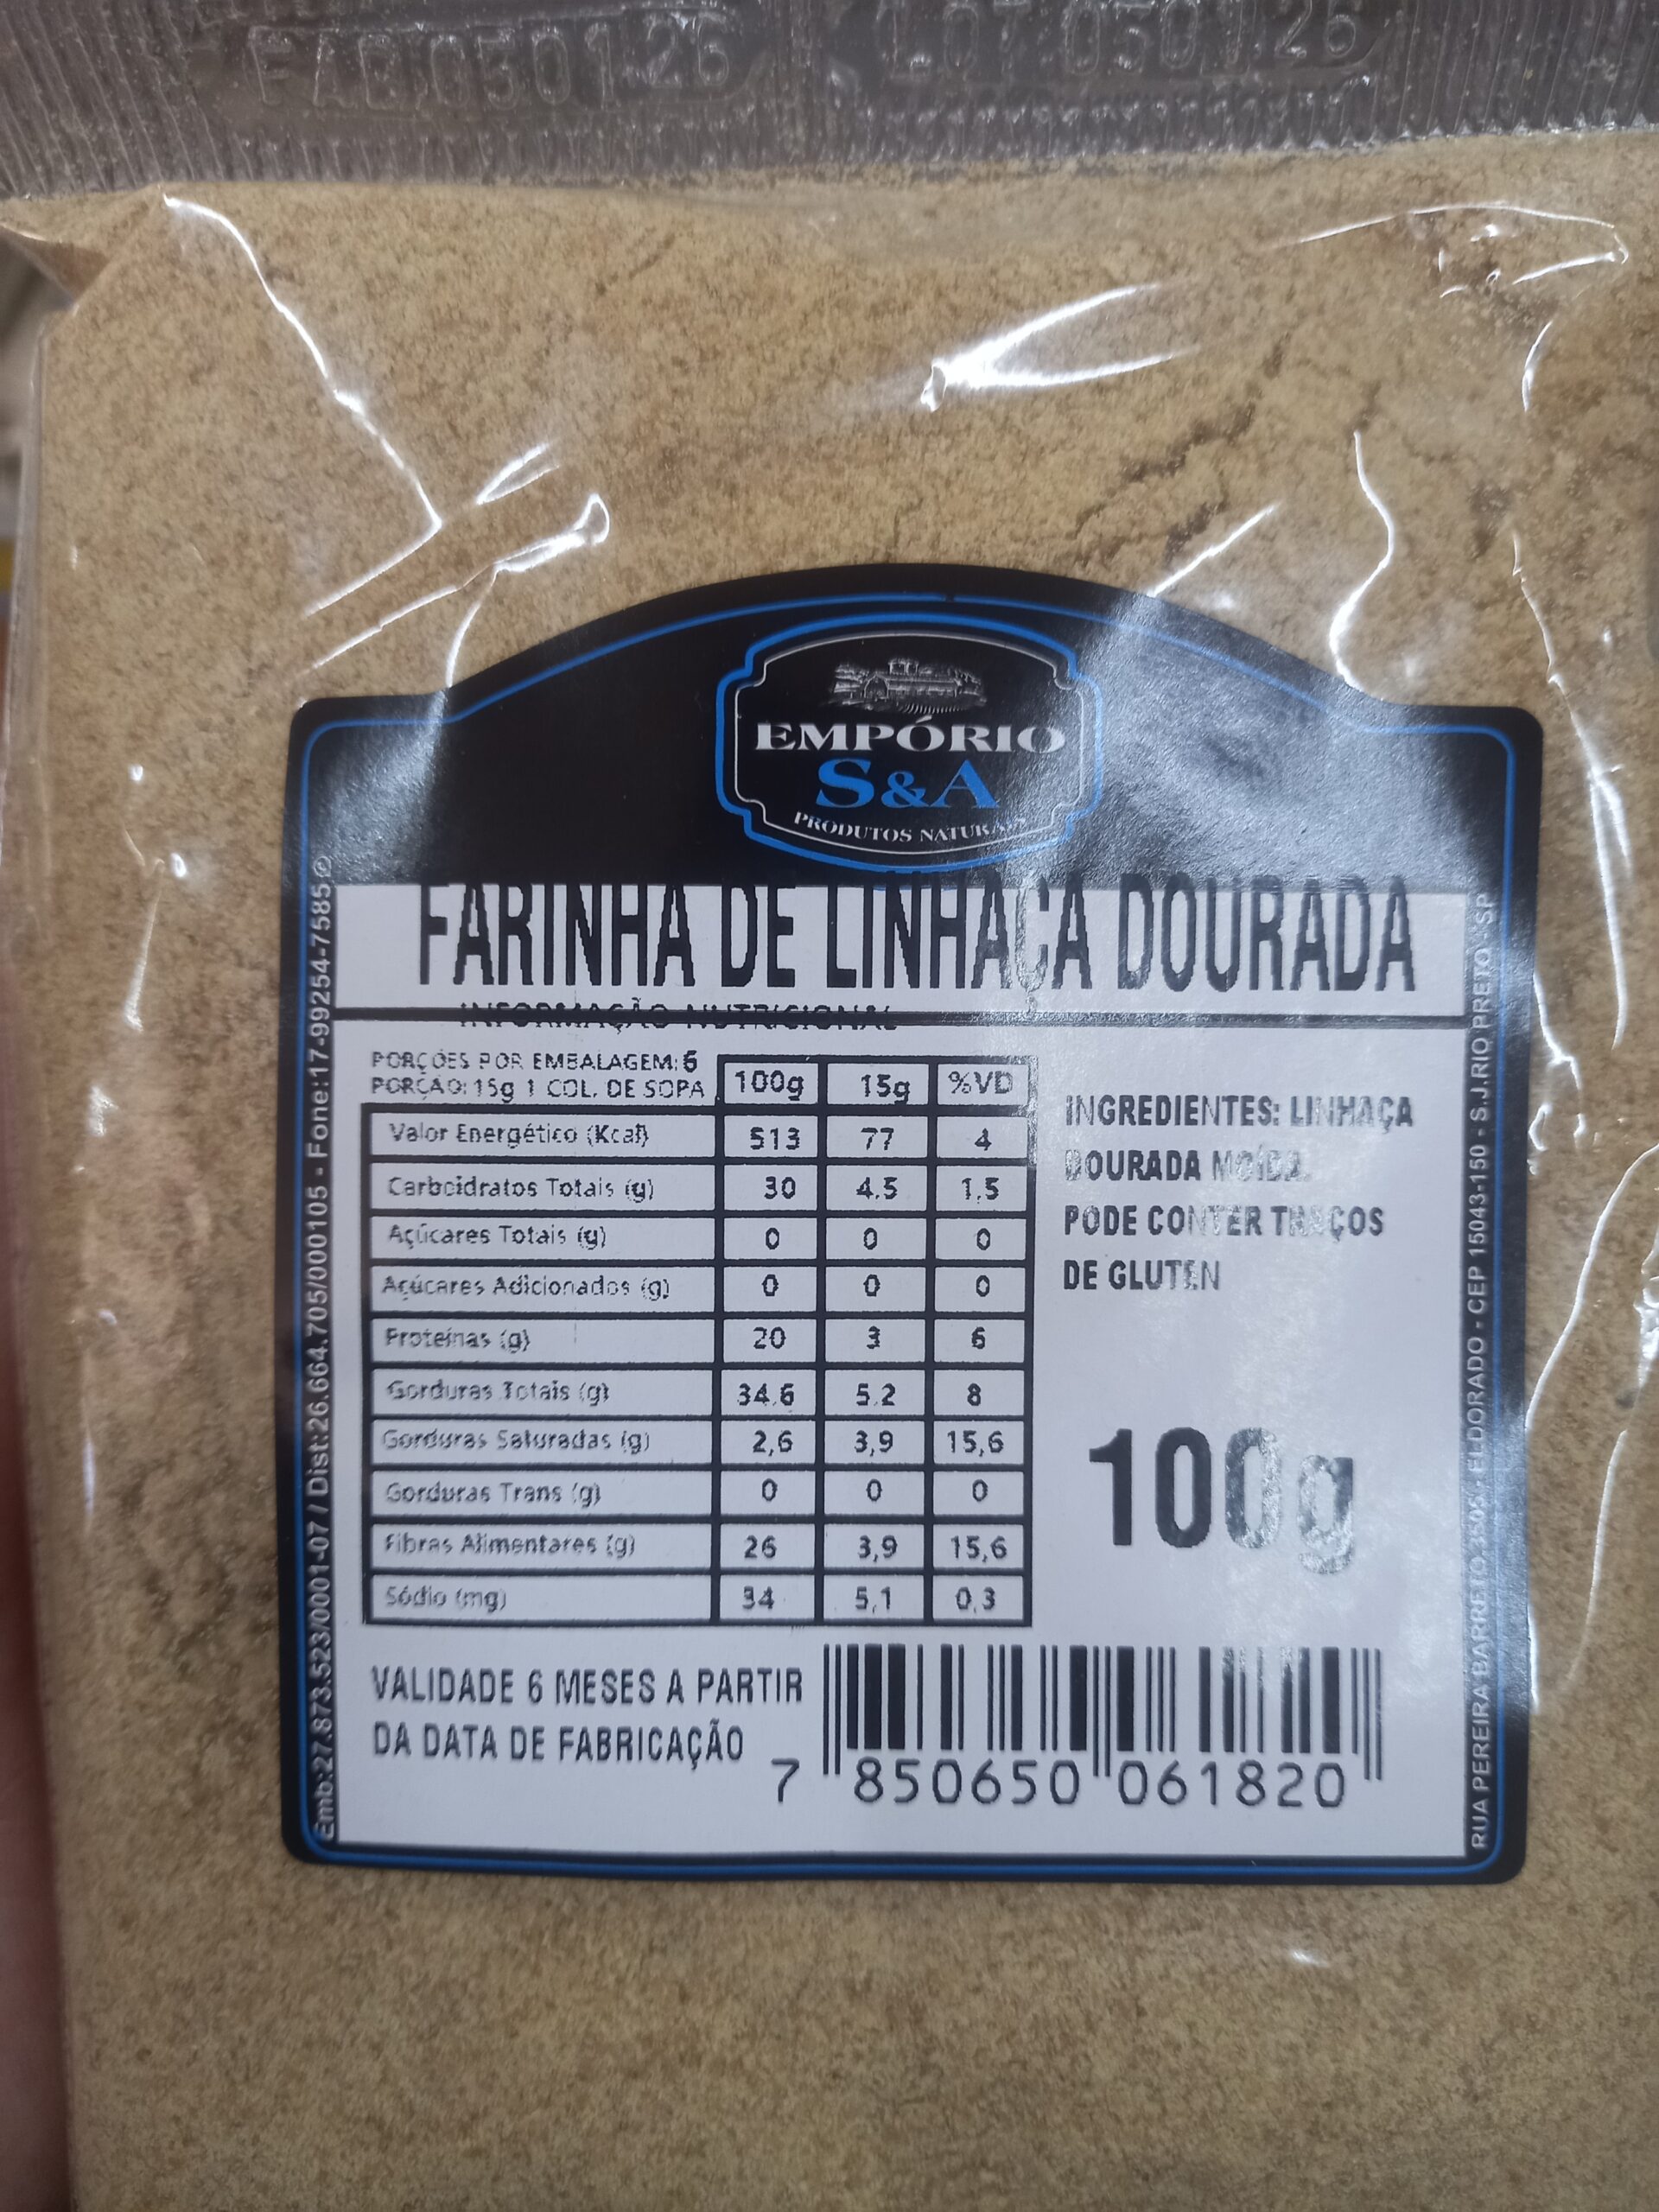 FAB 050126 LOT 050126
EMPÓRIO
S&A
PRODUTOS NATURAIS
FARINHA DE LINHAÇA DOURADA
INFORMAÇÃO NUTRICIONAL
PORÇÕES POR EMBALAGEM: 6
PORÇAO: 15g 1 COL. DE SOPA 100g 15g %VD
Valor Energético (Kcal) 513 77 4
Carboidratos Totais (g) 30 4.5 1,5
Açúcares Totais (g) 0 0 0
Açúcares Adicionados (g) 0 0 0
Proteínas (g) 20 3 6
Gorduras Totais (g) 34,6 5.2 8
Gorduras Saturadas (g) 2,6 3,9 15,6
Gorduras Trans (g) 0 0 0
Fibras Alimentares (g) 26 3,9 15,6
Sódio (mg) 34 5,1 0,3
INGREDIENTES: LINHAÇA
DOURADA MOÍDA.
PODE CONTER TRAÇOS
DE GLUTEN
100g
VALIDADE 6 MESES A PARTIR
DA DATA DE FABRICAÇÃO
7 850650 061820
Emb:27.873.523/0001-07 / Dist:26.664.705/000105 - Fone:17-99254-7585
RUA PEREIRA BARRETO, - ELDORADO - CEP 15043-150 - S.J.RIO PRETO-SP